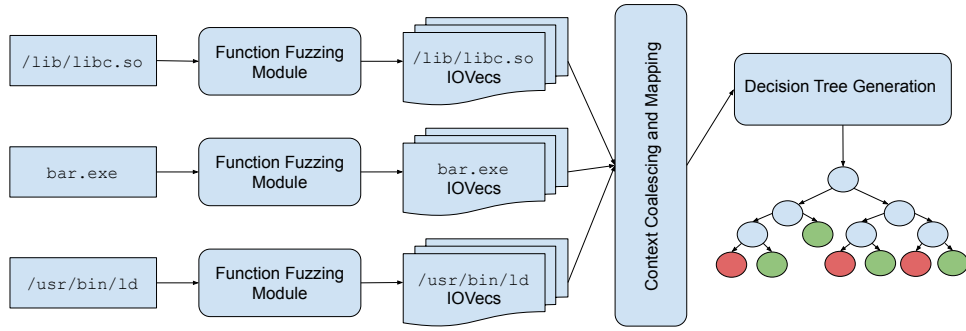 /lib/libc.so
Function Fuzzing
Module
/lib/libc.so
IOVecs
bar.exe
Function Fuzzing
Module
bar.exe
IOVecs
/usr/bin/ld
Function Fuzzing
Module
/usr/bin/ld
IOVecs
Context Coalescing and Mapping
Decision Tree Generation